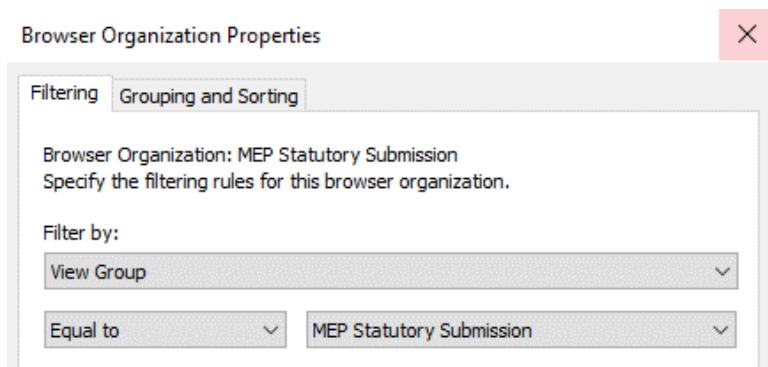 Browser Organization Properties
Filtering Grouping and Sorting
Browser Organization: MEP Statutory Submission
Specify the filtering rules for this browser organization.
Filter by:
View Group
Equal to MEP Statutory Submission